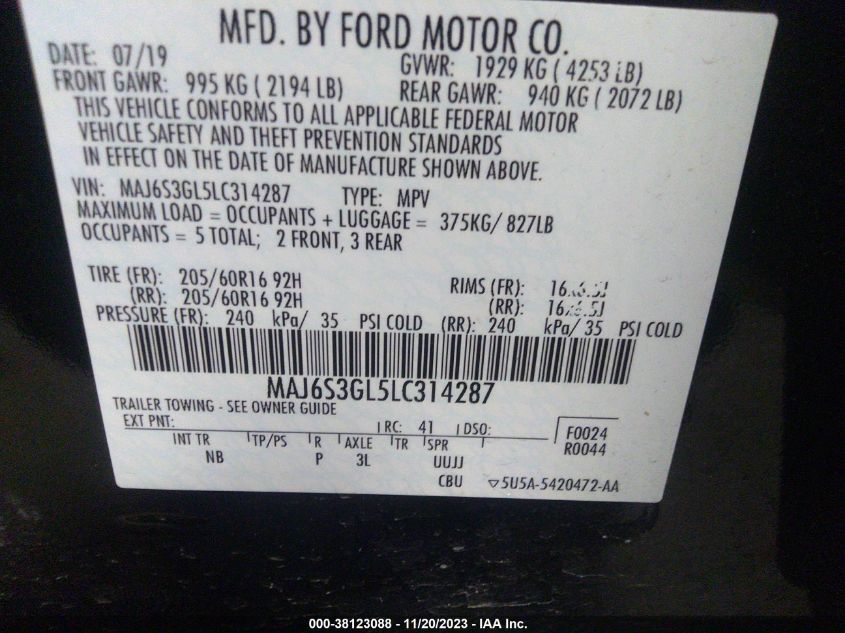 MFD. BY FORD MOTOR CO.
DATE: 07/19 GVWR: 1929 KG ( 4253 LB)
FRONT GAWR: 995 KG ( 2194 LB) REAR GAWR: 940 KG ( 2072 LB)
THIS VEHICLE CONFORMS TO ALL APPLICABLE FEDERAL MOTOR
VEHICLE SAFETY AND THEFT PREVENTION STANDARDS
IN EFFECT ON THE DATE OF MANUFACTURE SHOWN ABOVE.
VIN: MAJ6S3GL5LC314287 TYPE: MPV
MAXIMUM LOAD = OCCUPANTS + LUGGAGE = 375KG/ 827LB
OCCUPANTS = 5 TOTAL; 2 FRONT, 3 REAR
TIRE (FR): 205/60R16 92H RIMS (FR): 16x6.5J
(RR): 205/60R16 92H (RR): 16x6.5J
PRESSURE (FR): 240 kPa/ 35 PSI COLD (RR): 240 kPa/ 35 PSI COLD
MAJ6S3GL5LC314287
TRAILER TOWING - SEE OWNER GUIDE
EXT PNT: RC: 41 DSO: F0024
INT TR TP/PS R AXLE TR SPR R0044
NB P 3L UUJJ
CBU ▽5U5A-5420472-AA
000-38123088 - 11/20/2023 - IAA Inc.